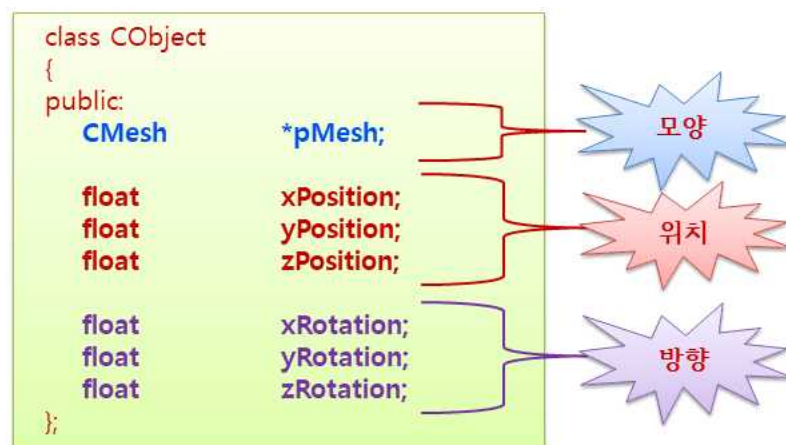 class CObject
{
public:
CMesh *pMesh;
모양
float xPosition;
float yPosition;
float zPosition;
위치
float xRotation;
float yRotation;
float zRotation;
방향
};